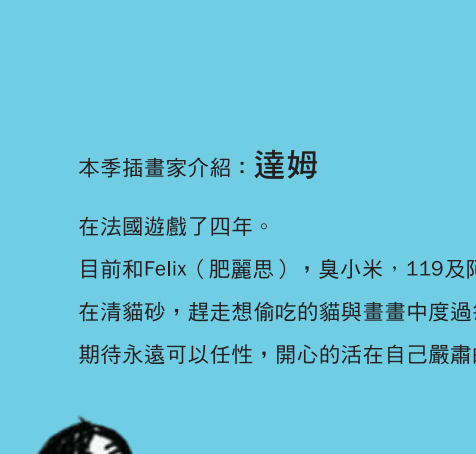 本季插畫家介紹：達姆
在法國遊戲了四年。
目前和Felix（肥麗思），臭小米，119及
在清貓砂，趕走想偷吃的貓與畫畫中度過
期待永遠可以任性，開心的活在自己嚴肅